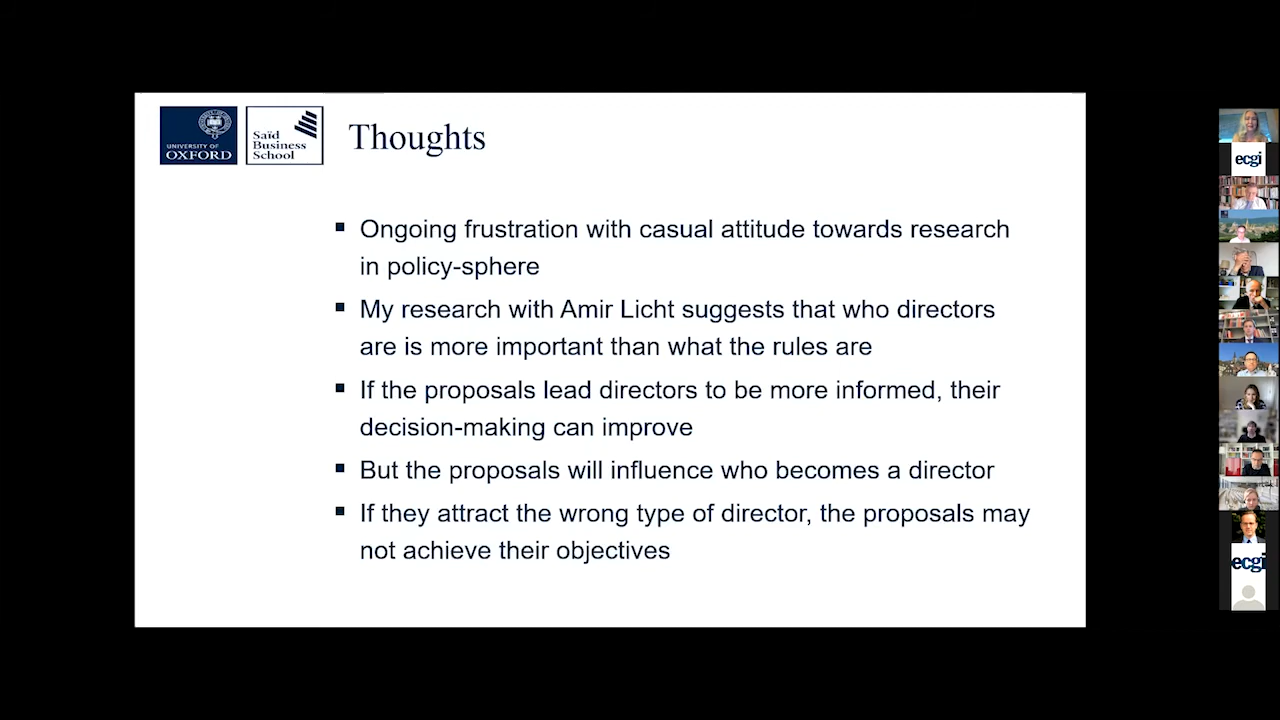 UNIVERSITY OF
OXFORD
Saïd
Business
School
Thoughts
▪ Ongoing frustration with casual attitude towards research
in policy-sphere
▪ My research with Amir Licht suggests that who directors
are is more important than what the rules are
▪ If the proposals lead directors to be more informed, their
decision-making can improve
▪ But the proposals will influence who becomes a director
▪ If they attract the wrong type of director, the proposals may
not achieve their objectives
ecgi
ecgi